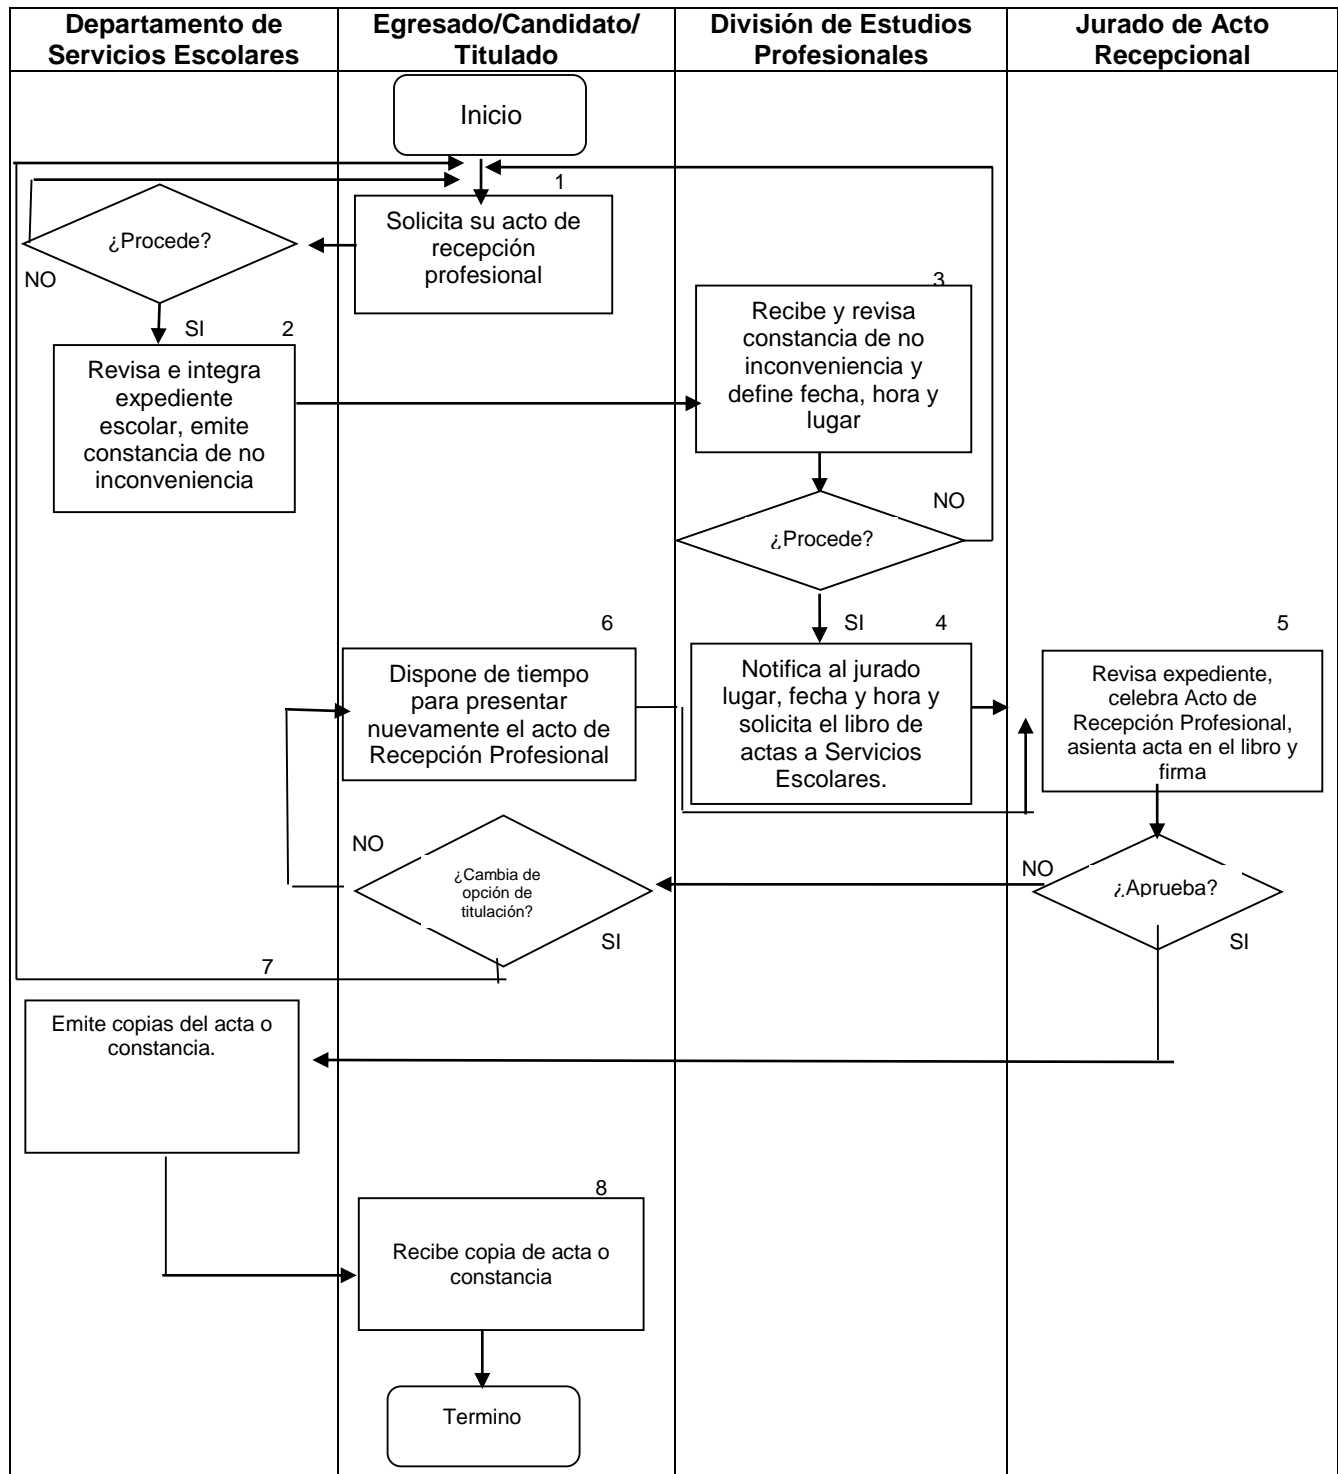 Departamento de
Servicios Escolares
Egresado/Candidato/
Titulado
División de Estudios
Profesionales
Jurado de Acto
Recepcional
Inicio
1
Solicita su acto de
recepción
profesional
¿Procede?
NO
SI
2
Revisa e integra
expediente
escolar, emite
constancia de no
inconveniencia
3
Recibe y revisa
constancia de no
inconveniencia y
define fecha, hora y
lugar
NO
¿Procede?
SI
4
Notifica al jurado
lugar, fecha y hora y
solicita el libro de
actas a Servicios
Escolares.
5
Revisa expediente,
celebra Acto de
Recepción Profesional,
asienta acta en el libro y
firma
6
Dispone de tiempo
para presentar
nuevamente el acto de
Recepción Profesional
NO
¿Cambia de
opción de
titulación?
SI
NO
¿Aprueba?
SI
7
Emite copias del acta o
constancia.
8
Recibe copia de acta o
constancia
Termino